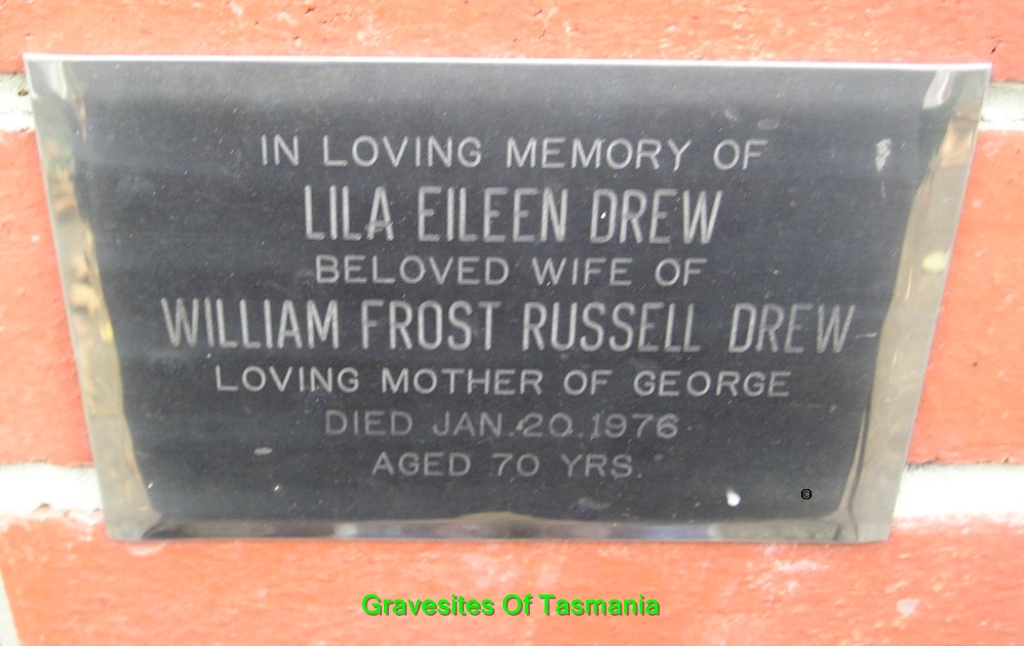 IN LOVING MEMORY OF
LILA EILEEN DREW
BELOVED WIFE OF
WILLIAM FROST RUSSELL DREW
LOVING MOTHER OF GEORGE
DIED JAN. 20. 1976
AGED 70 YRS.
©
Gravesites Of Tasmania